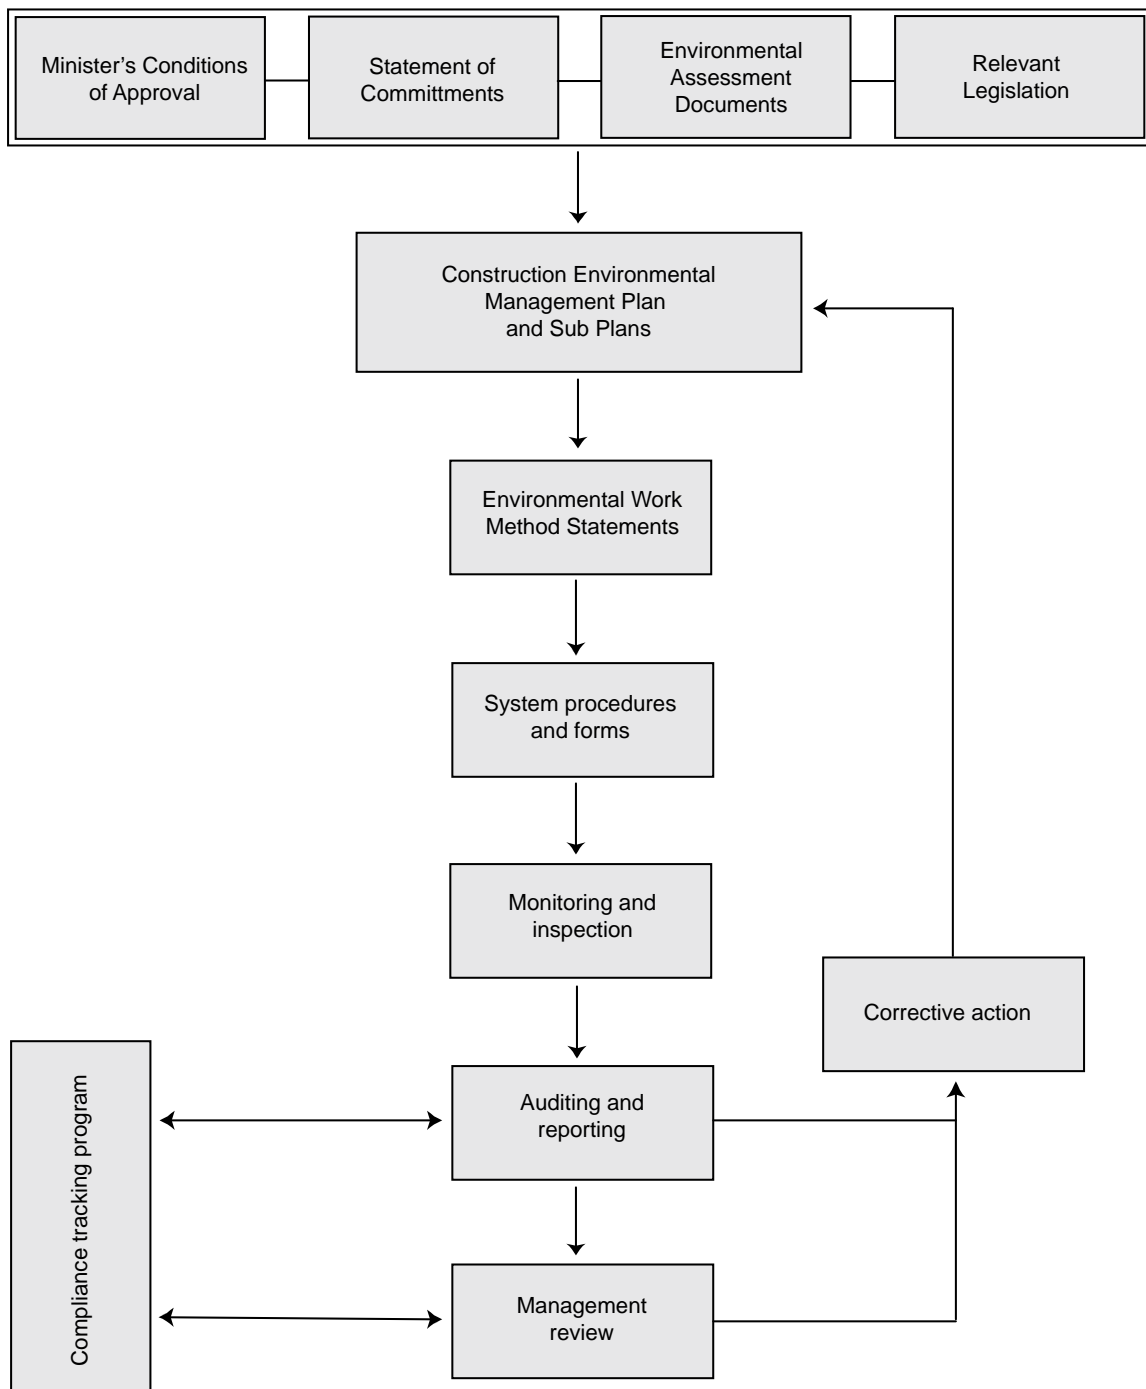 Minister’s Conditions
of Approval
Statement of
Committments
Environmental
Assessment
Documents
Relevant
Legislation
Construction Environmental
Management Plan
and Sub Plans
Environmental Work
Method Statements
System procedures
and forms
Monitoring and
inspection
Corrective action
Auditing and
reporting
Compliance tracking program
Management
review